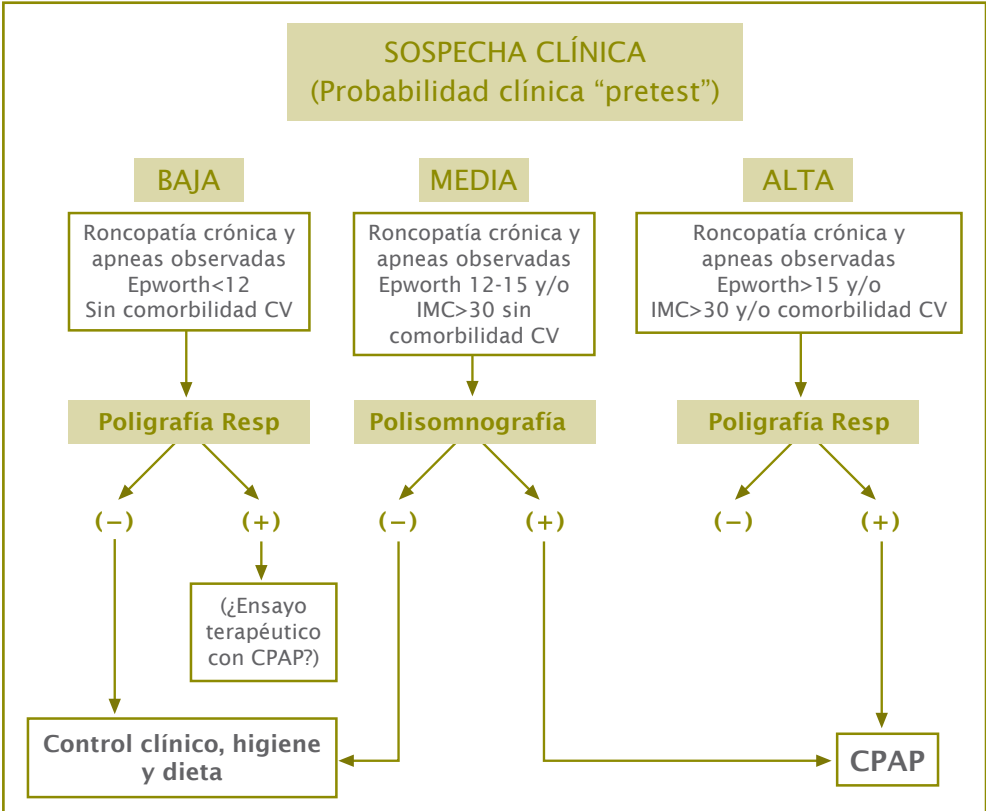 SOSPECHA CLÍNICA
(Probabilidad clínica “pretest”)
BAJA
Roncopatía crónica y
apneas observadas
Epworth<12
Sin comorbilidad CV
Poligrafía Resp
(−)
(+)
(¿Ensayo
terapéutico
con CPAP?)
MEDIA
Roncopatía crónica y
apneas observadas
Epworth 12-15 y/o
IMC>30 sin
comorbilidad CV
Polisomnografía
(−)
(+)
Control clínico, higiene
y dieta
ALTA
Roncopatía crónica y
apneas observadas
Epworth>15 y/o
IMC>30 y/o comorbilidad CV
Poligrafía Resp
(−)
(+)
CPAP